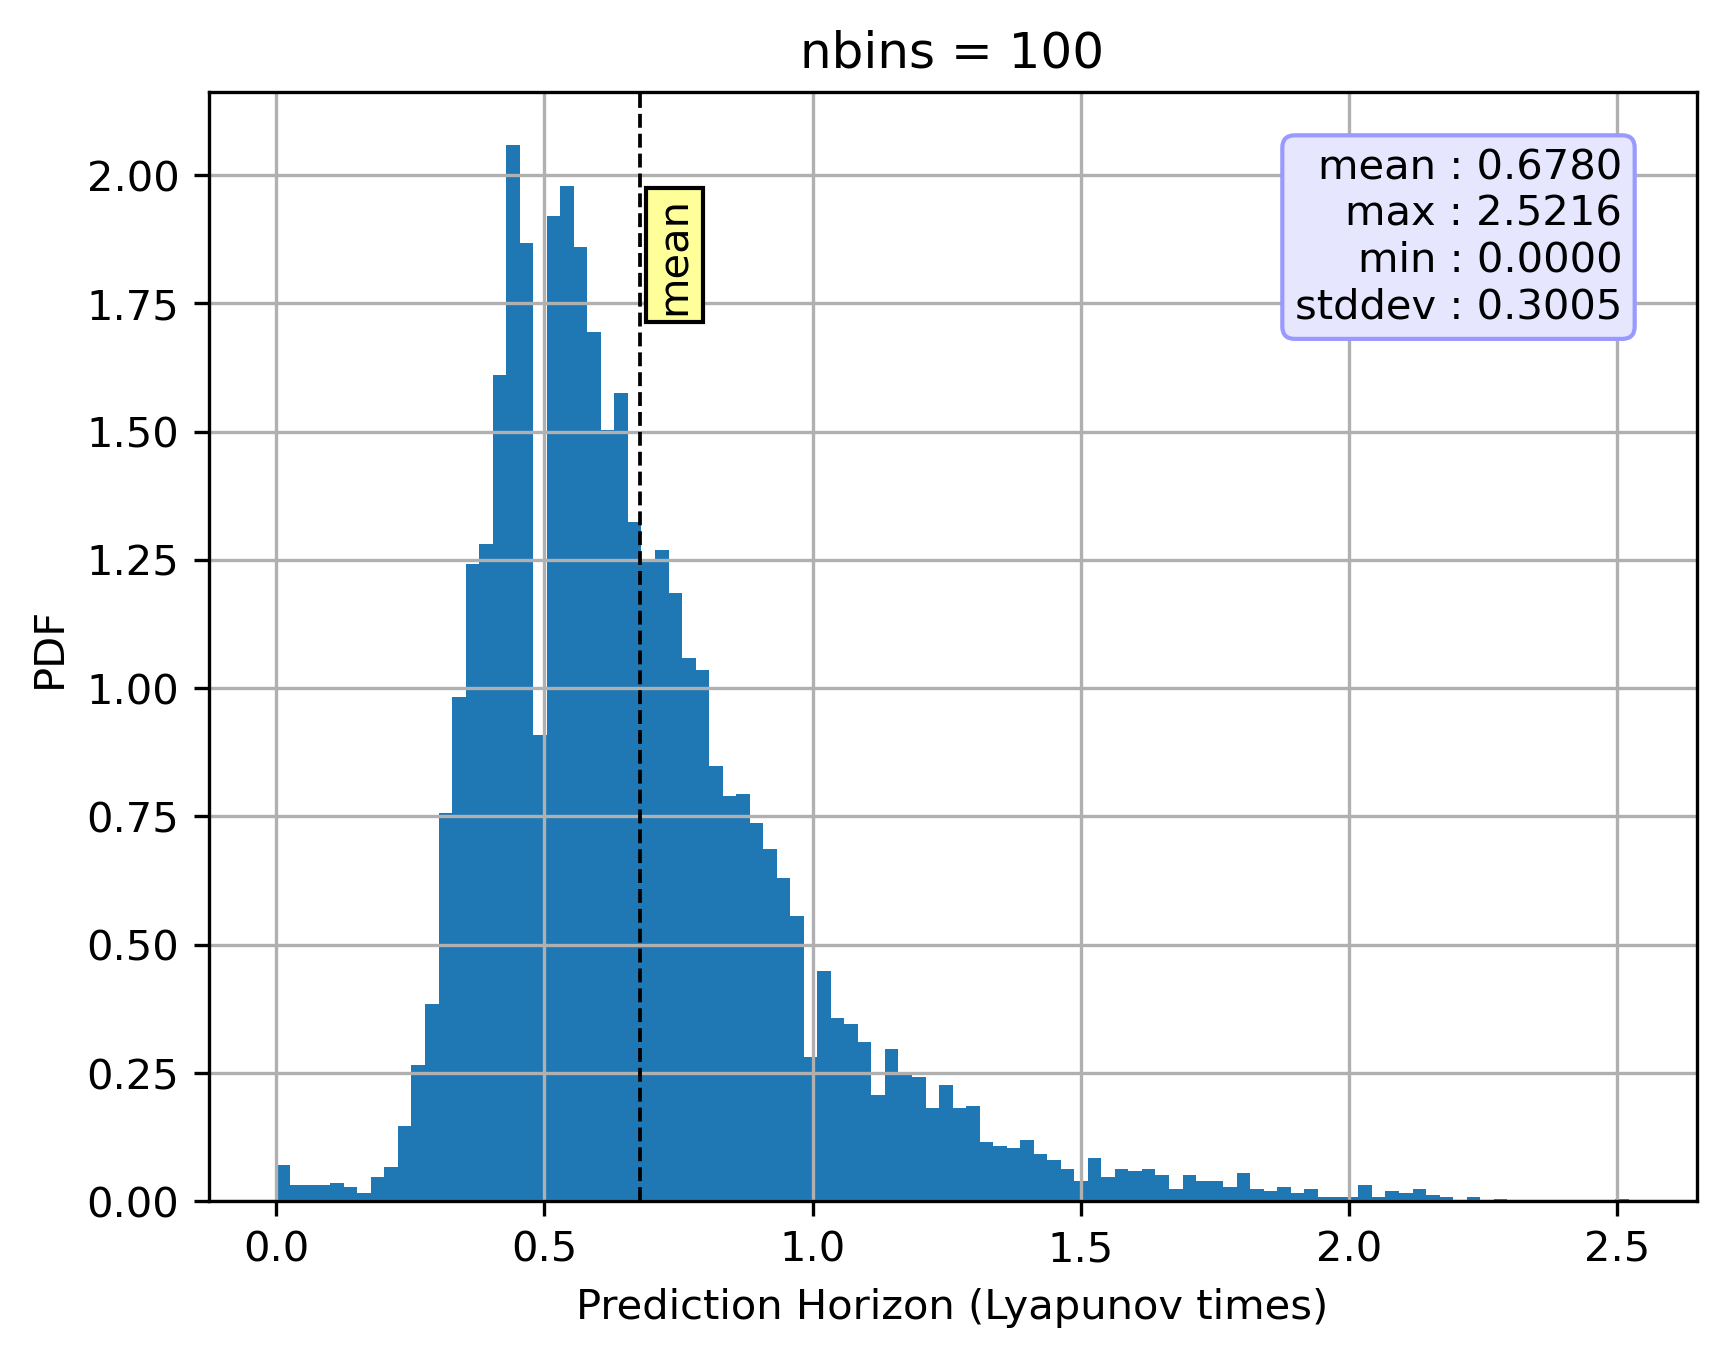 nbins = 100
mean : 0.6780
max : 2.5216
min : 0.0000
stddev : 0.3005
mean
PDF
2.00
1.75
1.50
1.25
1.00
0.75
0.50
0.25
0.00
0.0 0.5 1.0 1.5 2.0 2.5
Prediction Horizon (Lyapunov times)